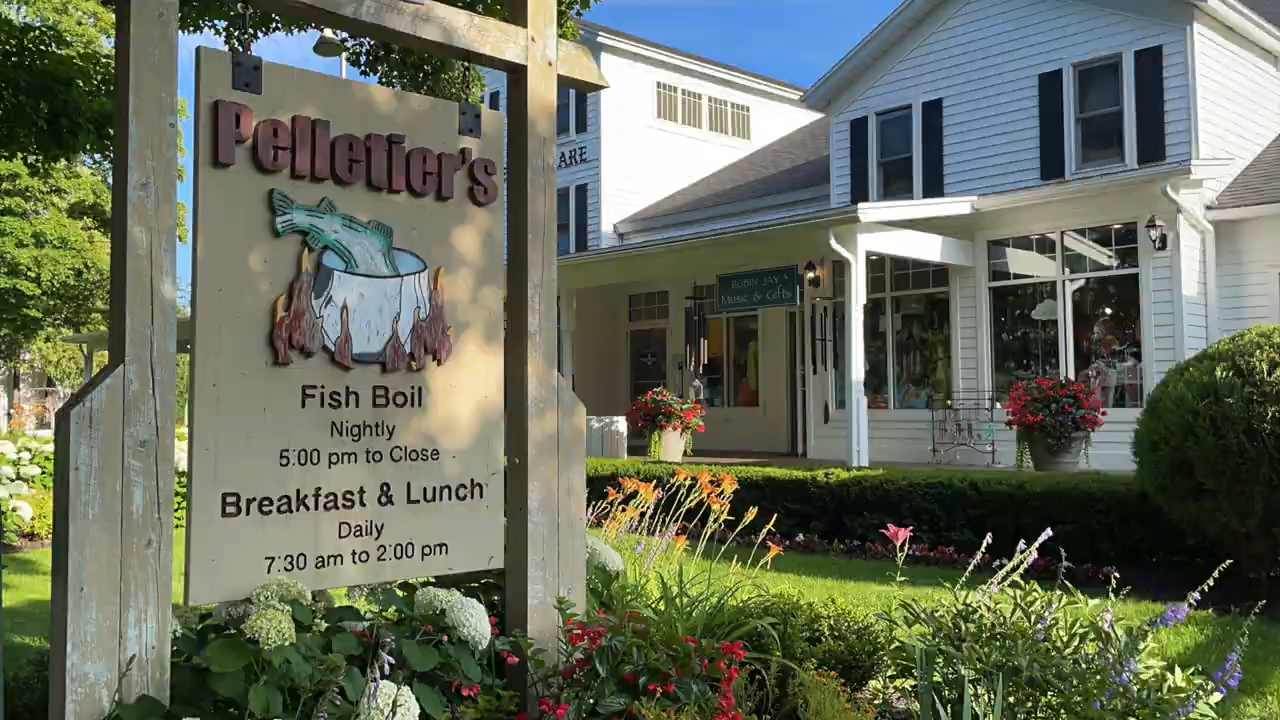 Pelletier's
Fish Boil
Nightly
5:00 pm to Close
Breakfast & Lunch
Daily
7:30 am to 2:00 pm
ARE
ROBIN JAY'S
Music & Gifts